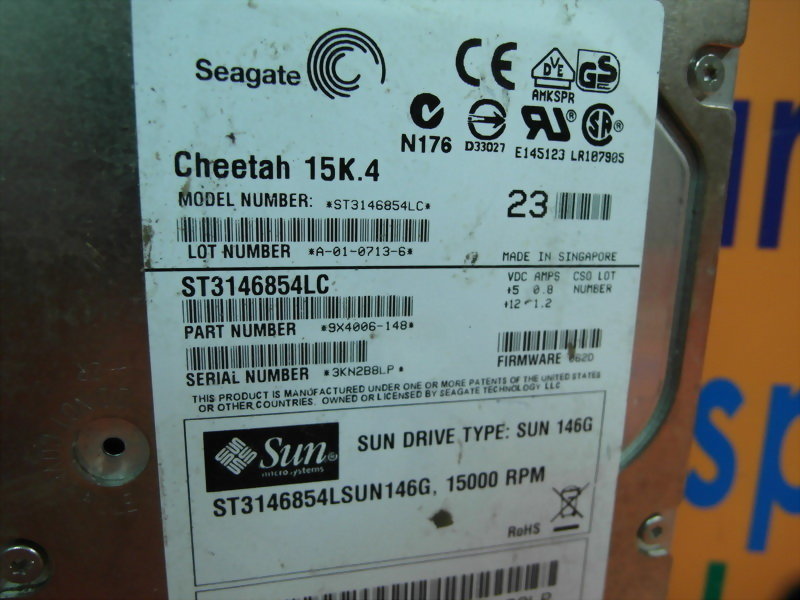 Seagate
CE DVE GS
AMKSPR
N176 D33027 E145123 LR107905
Cheetah 15K.4
MODEL NUMBER: *ST3146854LC*
23
LOT NUMBER *A-01-0713-6*
MADE IN SINGAPORE
ST3146854LC
VDC AMPS CSO LOT
+5 0.8 NUMBER
+12 1.2
PART NUMBER *9X4006-148*
SERIAL NUMBER *3KN2B8LP*
FIRMWARE
THIS PRODUCT IS MANUFACTURED UNDER ONE OR MORE PATENTS OF THE UNITED STATES
OR OTHER COUNTRIES. OWNED OR LICENSED BY SEAGATE TECHNOLOGY LLC
Sun
microsystems
SUN DRIVE TYPE: SUN 146G
ST3146854LSUN146G, 15000 RPM
RoHS
sp